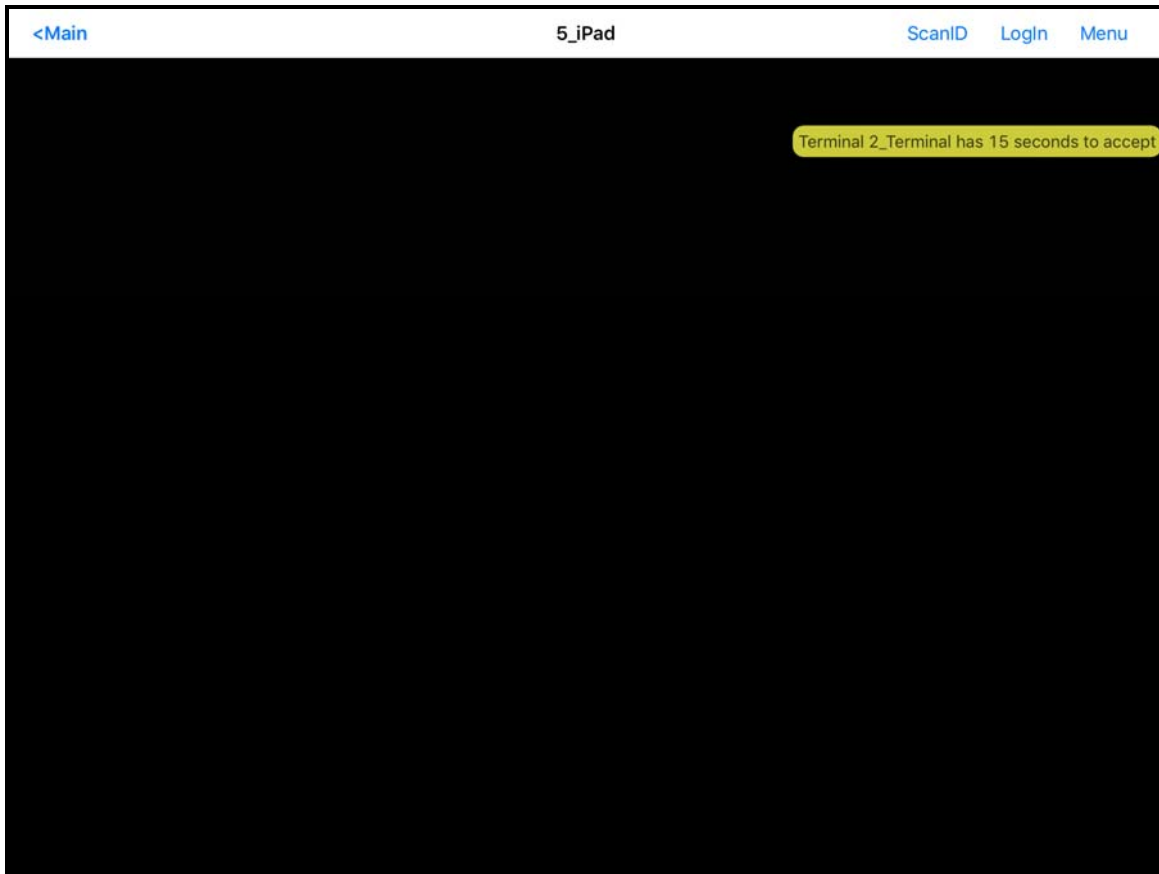 <Main 5_iPad ScanID LogIn Menu
Terminal 2_Terminal has 15 seconds to accept